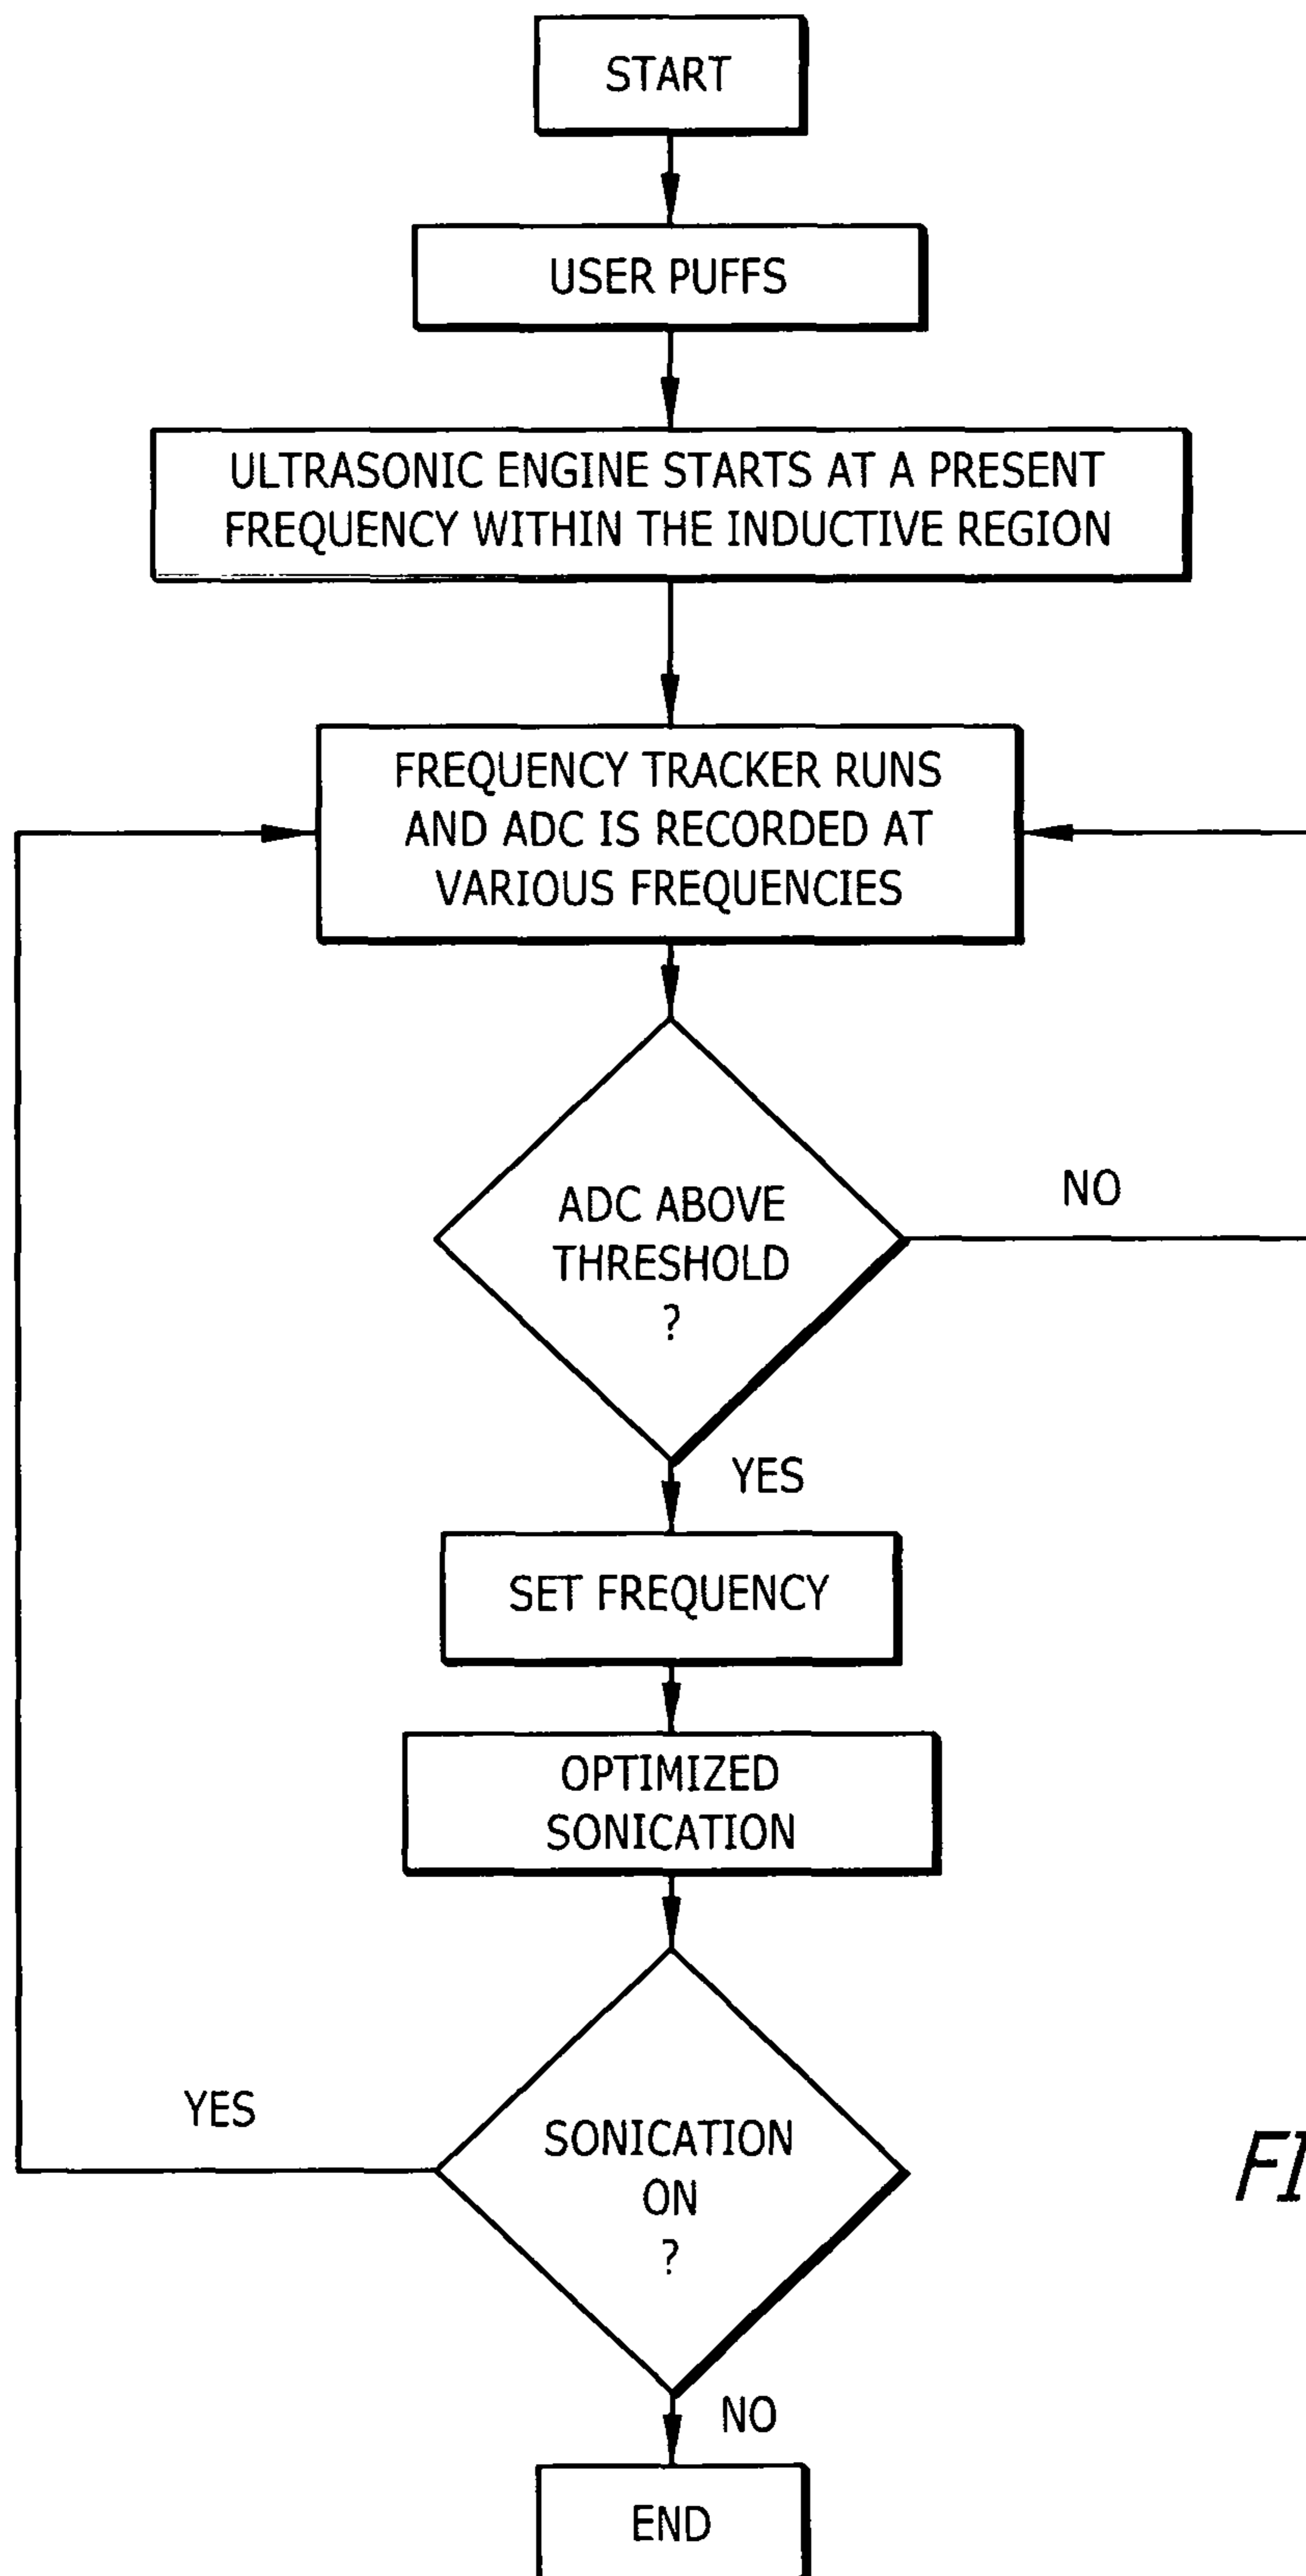 START
USER PUFFS
ULTRASONIC ENGINE STARTS AT A PRESENT
FREQUENCY WITHIN THE INDUCTIVE REGION
FREQUENCY TRACKER RUNS
AND ADC IS RECORDED AT
VARIOUS FREQUENCIES
ADC ABOVE
THRESHOLD
?
NO
YES
SET FREQUENCY
OPTIMIZED
SONICATION
YES
SONICATION
ON
?
NO
END